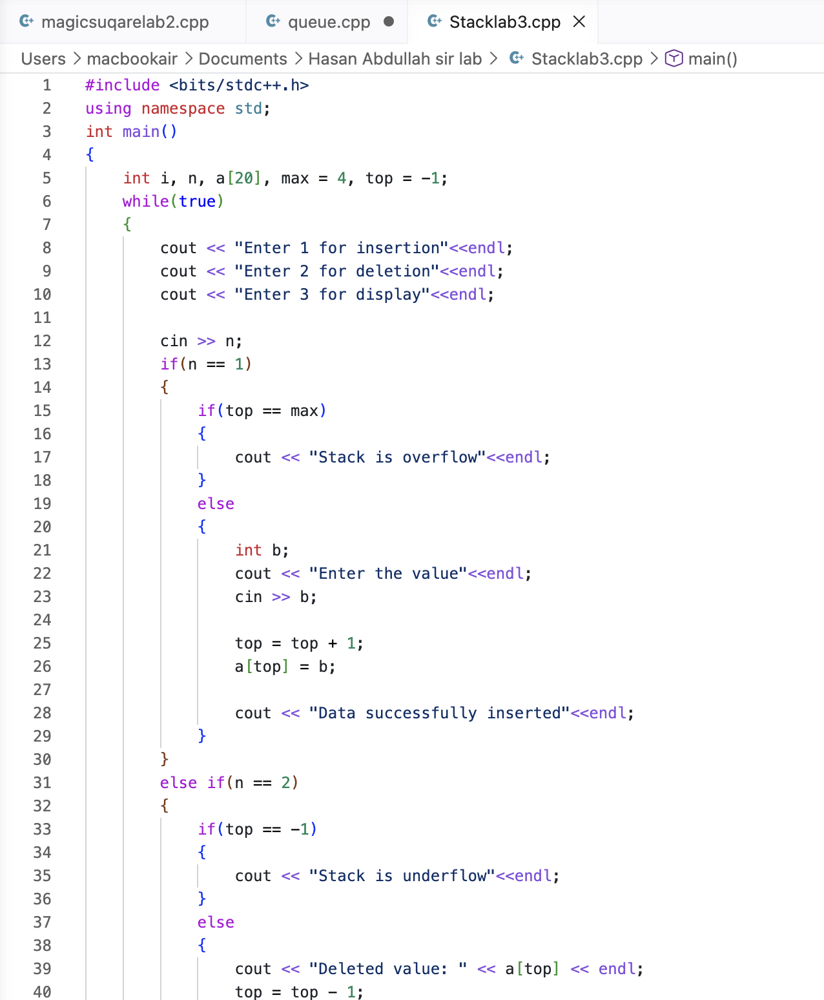 magicsuqarelab2.cpp queue.cpp Stacklab3.cpp
Users > macbookair > Documents > Hasan Abdullah sir lab > Stacklab3.cpp > main()
1 #include <bits/stdc++.h>
2 using namespace std;
3 int main()
4 {
5     int i, n, a[20], max = 4, top = -1;
6     while(true)
7     {
8         cout << "Enter 1 for insertion"<<endl;
9         cout << "Enter 2 for deletion"<<endl;
10         cout << "Enter 3 for display"<<endl;
11
12         cin >> n;
13         if(n == 1)
14         {
15             if(top == max)
16             {
17                 cout << "Stack is overflow"<<endl;
18             }
19             else
20             {
21                 int b;
22                 cout << "Enter the value"<<endl;
23                 cin >> b;
24
25                 top = top + 1;
26                 a[top] = b;
27
28                 cout << "Data successfully inserted"<<endl;
29             }
30         }
31         else if(n == 2)
32         {
33             if(top == -1)
34             {
35                 cout << "Stack is underflow"<<endl;
36             }
37             else
38             {
39                 cout << "Deleted value: " << a[top] << endl;
40                 top = top - 1;